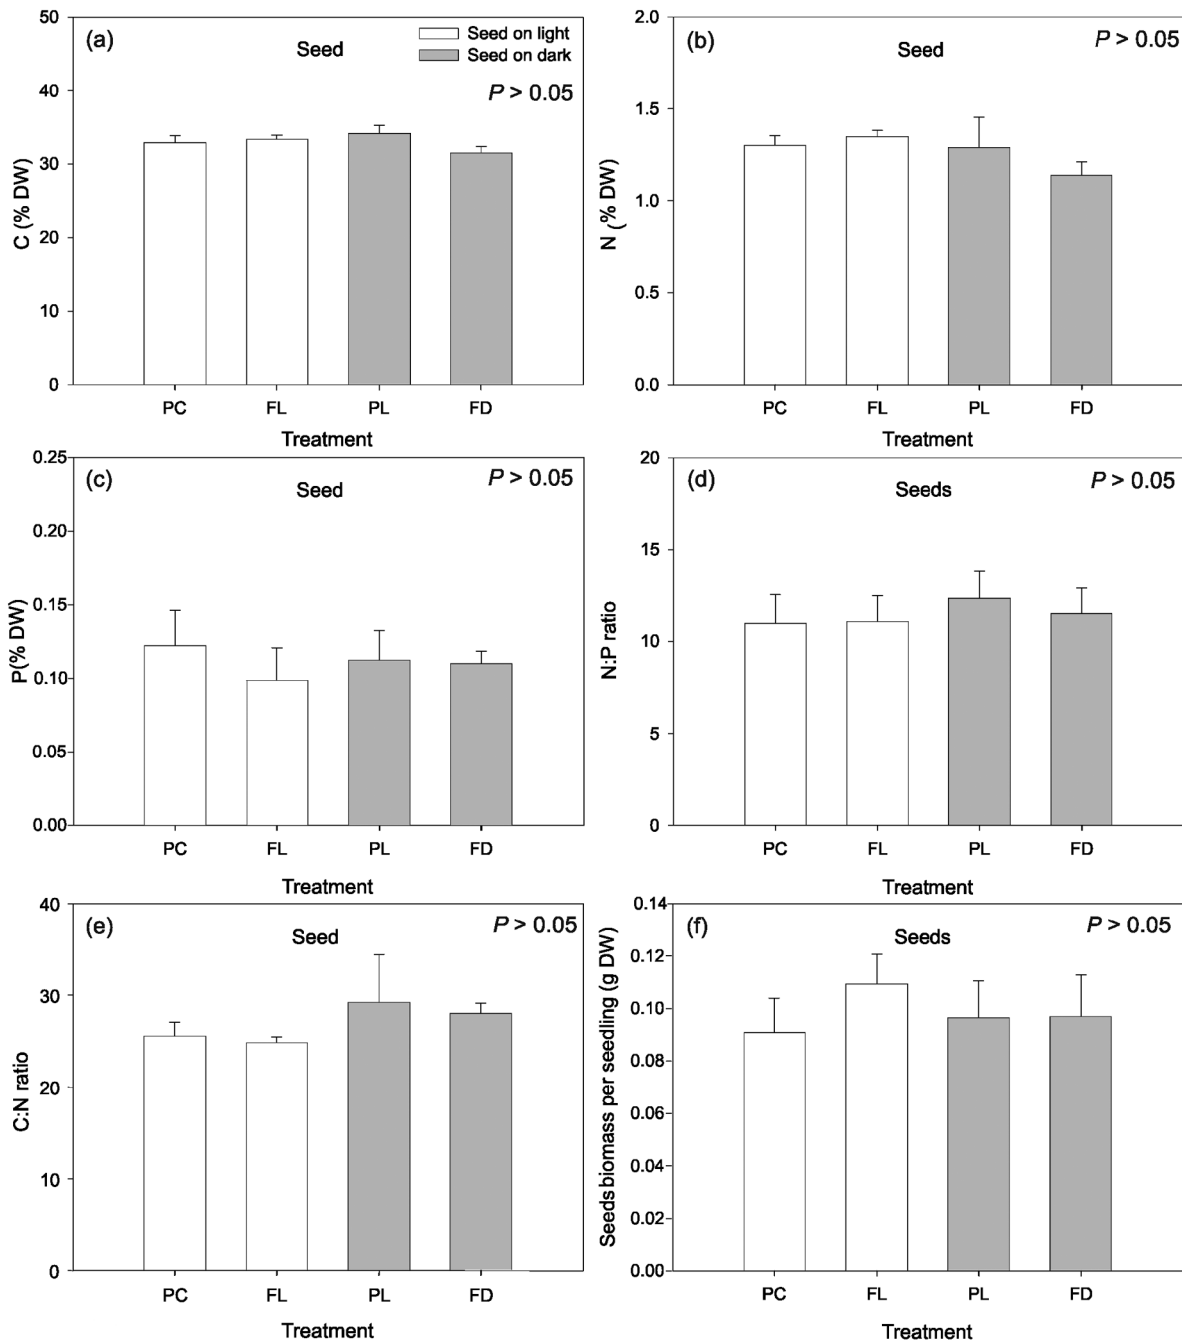 (a)
Seed
Seed on light
Seed on dark
P > 0.05
50
40
30
20
10
0
C (% DW)
PC FL PL FD
Treatment
(b)
Seed
P > 0.05
2.0
1.5
1.0
0.5
0.0
N (% DW)
PC FL PL FD
Treatment
(c)
Seed
P > 0.05
0.25
0.20
0.15
0.10
0.05
0.00
P(% DW)
PC FL PL FD
Treatment
(d)
Seeds
P > 0.05
20
15
10
5
0
N:P ratio
PC FL PL FD
Treatment
(e)
Seed
P > 0.05
40
30
20
10
0
C:N ratio
PC FL PL FD
Treatment
(f)
Seeds
P > 0.05
0.14
0.12
0.10
0.08
0.06
0.04
0.02
0.00
Seeds biomass per seedling (g DW)
PC FL PL FD
Treatment